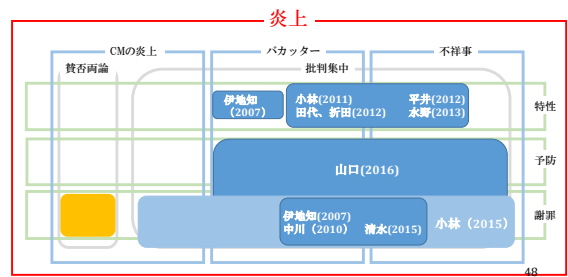 炎上
CMの炎上 バカッター 不祥事
賛否両論 批判集中
伊地知
（2007）
小林(2011) 平井(2012)
田代、折田(2012) 水野(2013)
特性
山口(2016)
予防
伊地知(2007)
中川（2010） 清水(2015)
小林（2015）
謝罪
48